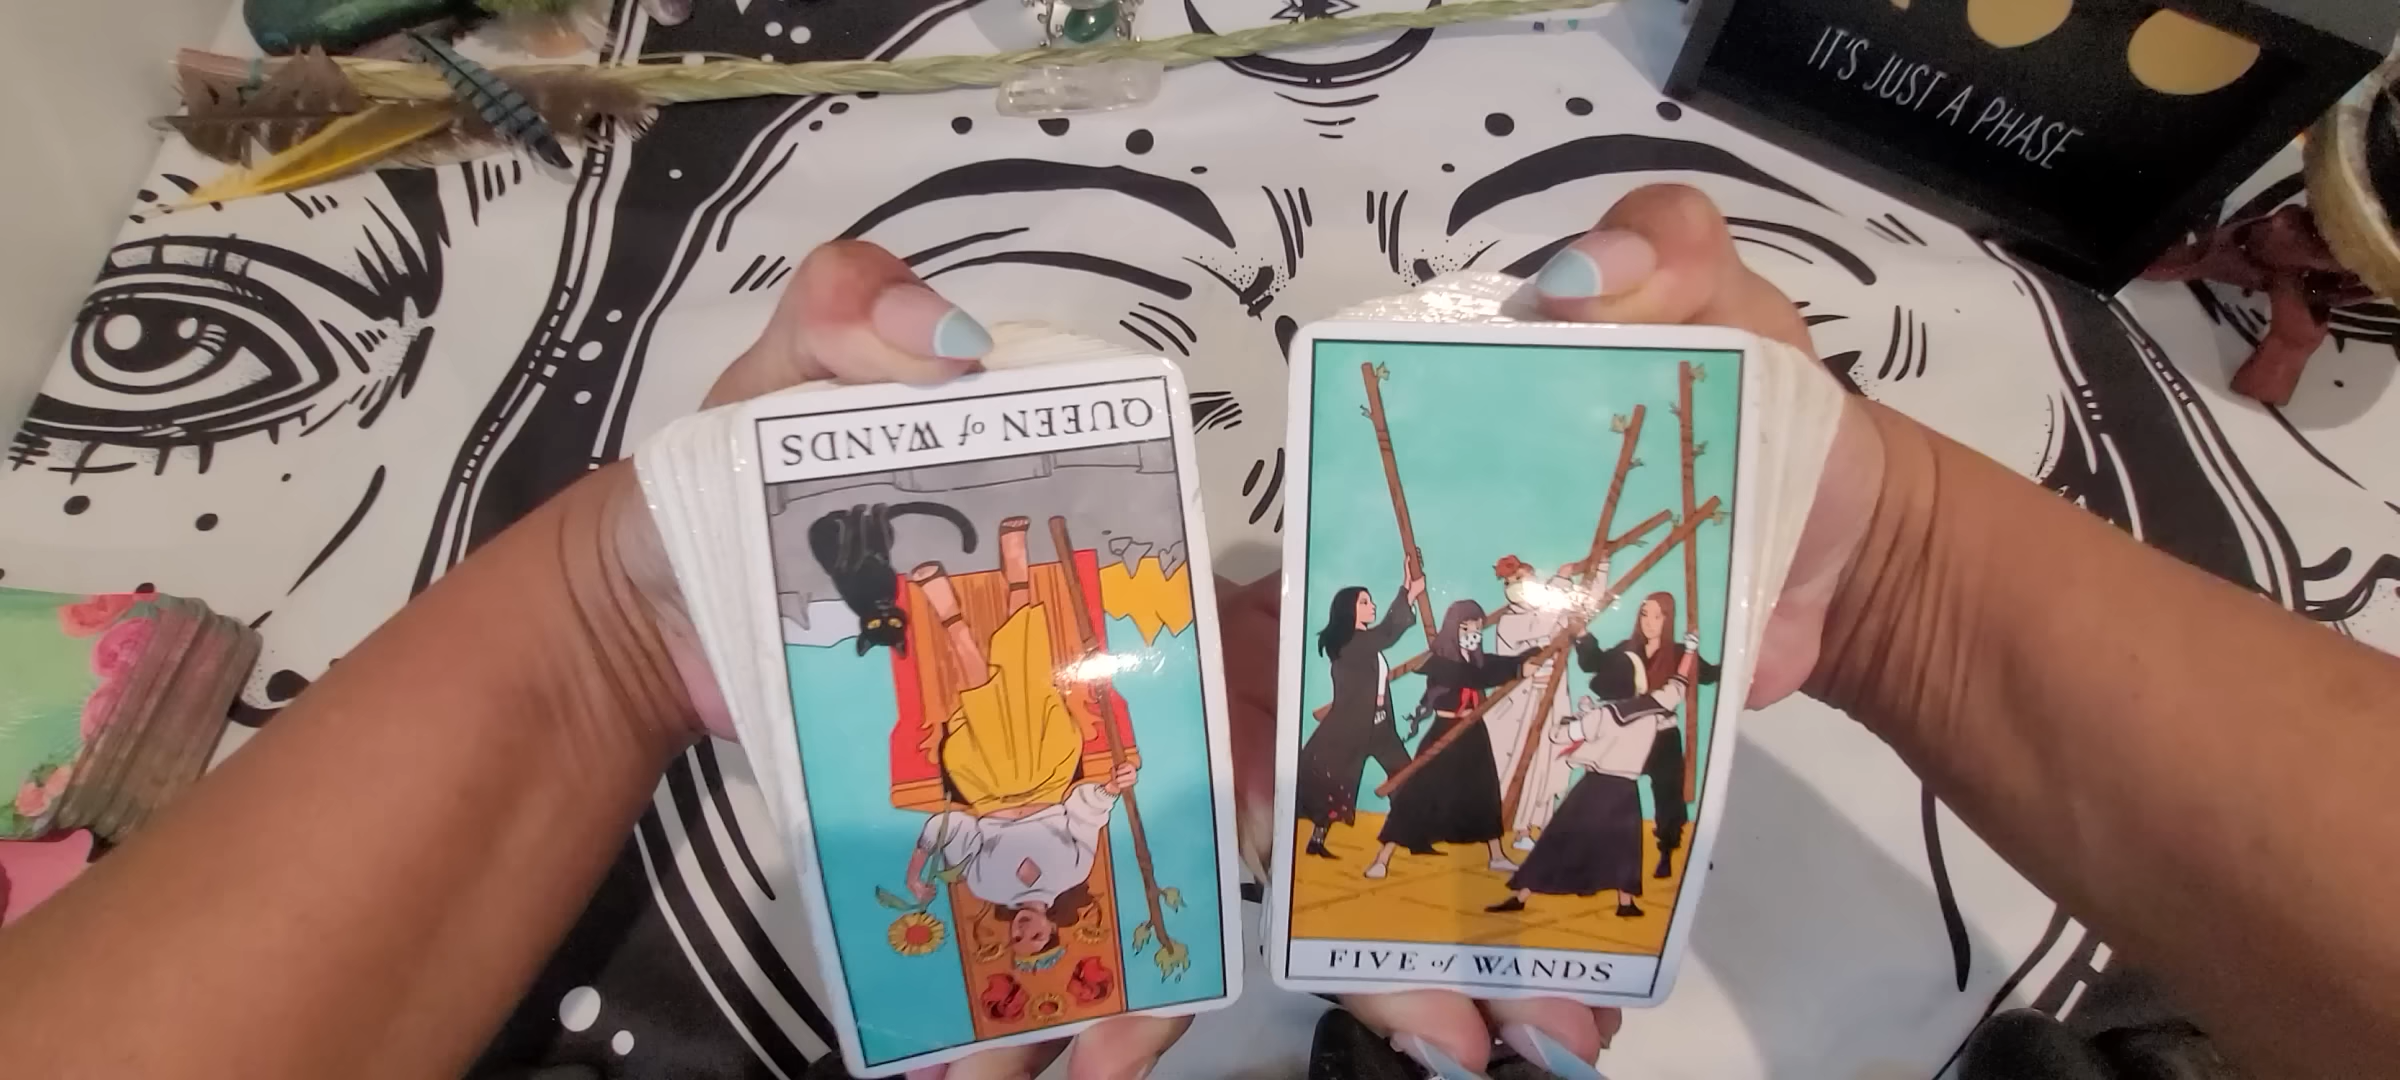 IT'S JUST A PHASE
QUEEN of WANDS
FIVE of WANDS